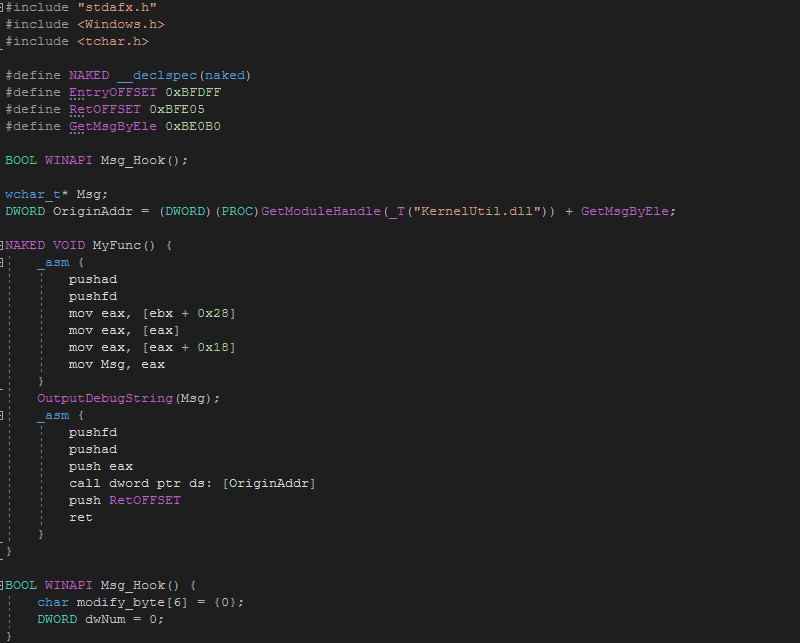 #include "stdafx.h"
#include <Windows.h>
#include <tchar.h>
#define NAKED __declspec(naked)
#define EntryOFFSET 0xBFDFF
#define RetOFFSET 0xBFE05
#define GetMsgByEle 0xBE0B0
BOOL WINAPI Msg_Hook();
wchar_t* Msg;
DWORD OriginAddr = (DWORD)(PROC)GetModuleHandle(_T("KernelUtil.dll")) + GetMsgByEle;
NAKED VOID MyFunc() {
_asm {
pushad
pushfd
mov eax, [ebx + 0x28]
mov eax, [eax]
mov eax, [eax + 0x18]
mov Msg, eax
}
OutputDebugString(Msg);
_asm {
pushfd
pushad
push eax
call dword ptr ds: [OriginAddr]
push RetOFFSET
ret
}
}
BOOL WINAPI Msg_Hook() {
char modify_byte[6] = {0};
DWORD dwNum = 0;
}